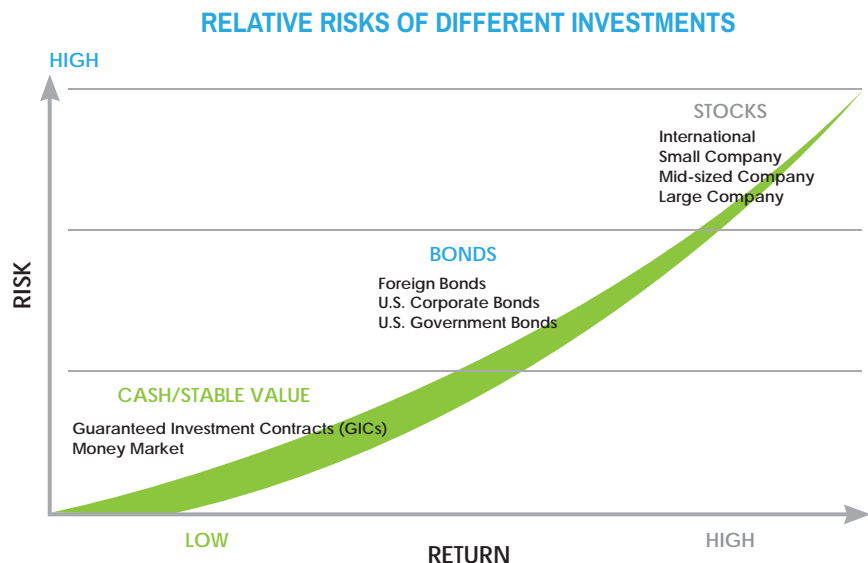 RELATIVE RISKS OF DIFFERENT INVESTMENTS
HIGH
STOCKS
International
Small Company
Mid-sized Company
Large Company
BONDS
Foreign Bonds
U.S. Corporate Bonds
U.S. Government Bonds
RISK
CASH/STABLE VALUE
Guaranteed Investment Contracts (GICs)
Money Market
LOW
HIGH
RETURN